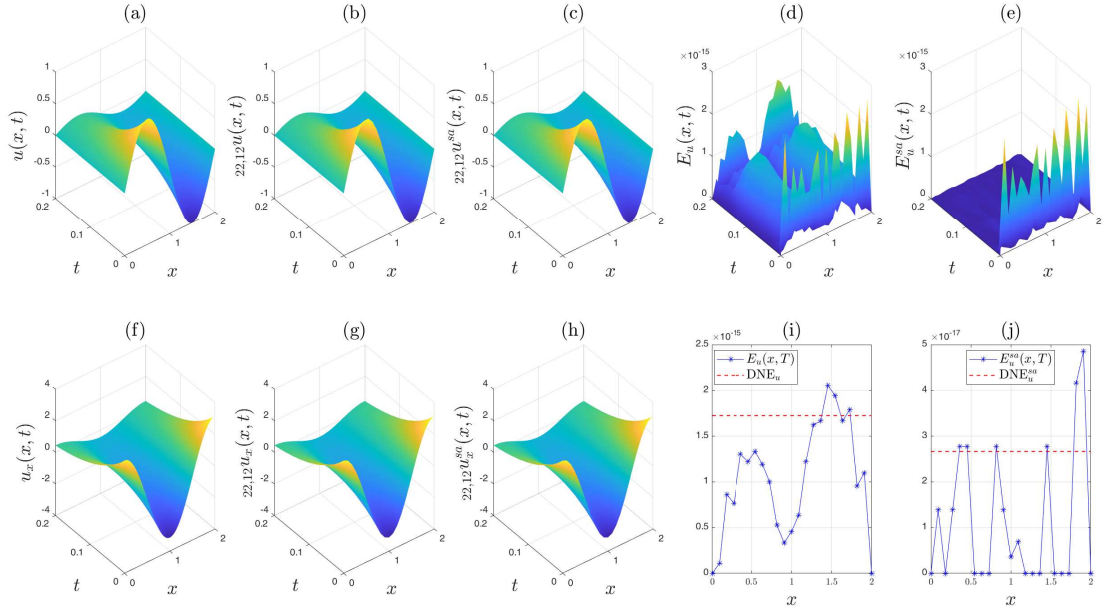 (a) (b) (c) (d) (e)
×10^-15 ×10^-15
u(x, t)
1
0.5
0
-0.5
-1
0.2
0.1
0
t
0
1
2
x
22,12u(x, t)
1
0.5
0
-0.5
-1
0.2
0.1
0
t
0
1
2
x
22,12u^sa(x, t)
1
0.5
0
-0.5
-1
0.2
0.1
0
t
0
1
2
x
E_u(x, t)
3
2
1
0
0.2
0.1
0
t
0
1
2
x
E_u^sa(x, t)
3
2
1
0
0.2
0.1
0
t
0
1
2
x
(f) (g) (h) (i) (j)
u_x(x, t)
4
2
0
-2
-4
0.2
0.1
0
t
0
1
2
x
22,12u_x(x, t)
4
2
0
-2
-4
0.2
0.1
0
t
0
1
2
x
22,12u_x^sa(x, t)
4
2
0
-2
-4
0.2
0.1
0
t
0
1
2
x
×10^-15
2.5
2
1.5
1
0.5
0
E_u(x, T)
DNE_u
0 0.5 1 1.5 2
x
×10^-17
5
4
3
2
1
0
E_u^sa(x, T)
DNE_u^sa
0 0.5 1 1.5 2
x